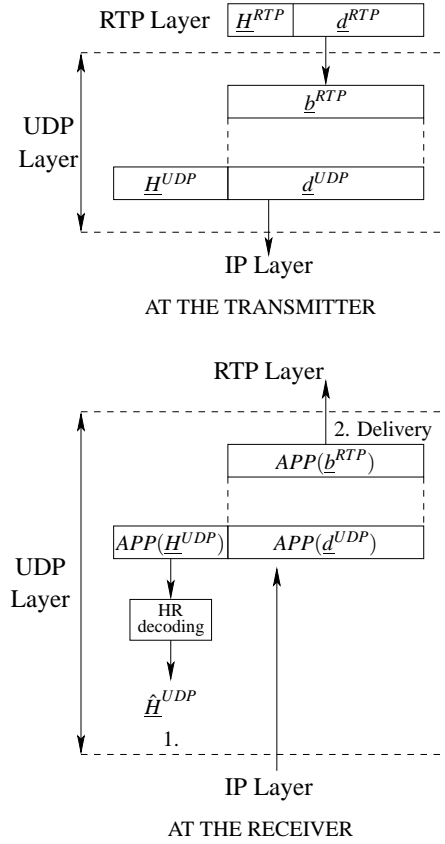 RTP Layer
H^RTP d^RTP
b^RTP
UDP
Layer
H^UDP d^UDP
IP Layer
AT THE TRANSMITTER
RTP Layer
2. Delivery
APP(b^RTP)
APP(H^UDP) APP(d^UDP)
UDP
Layer
HR
decoding
Ĥ^UDP
1.
IP Layer
AT THE RECEIVER